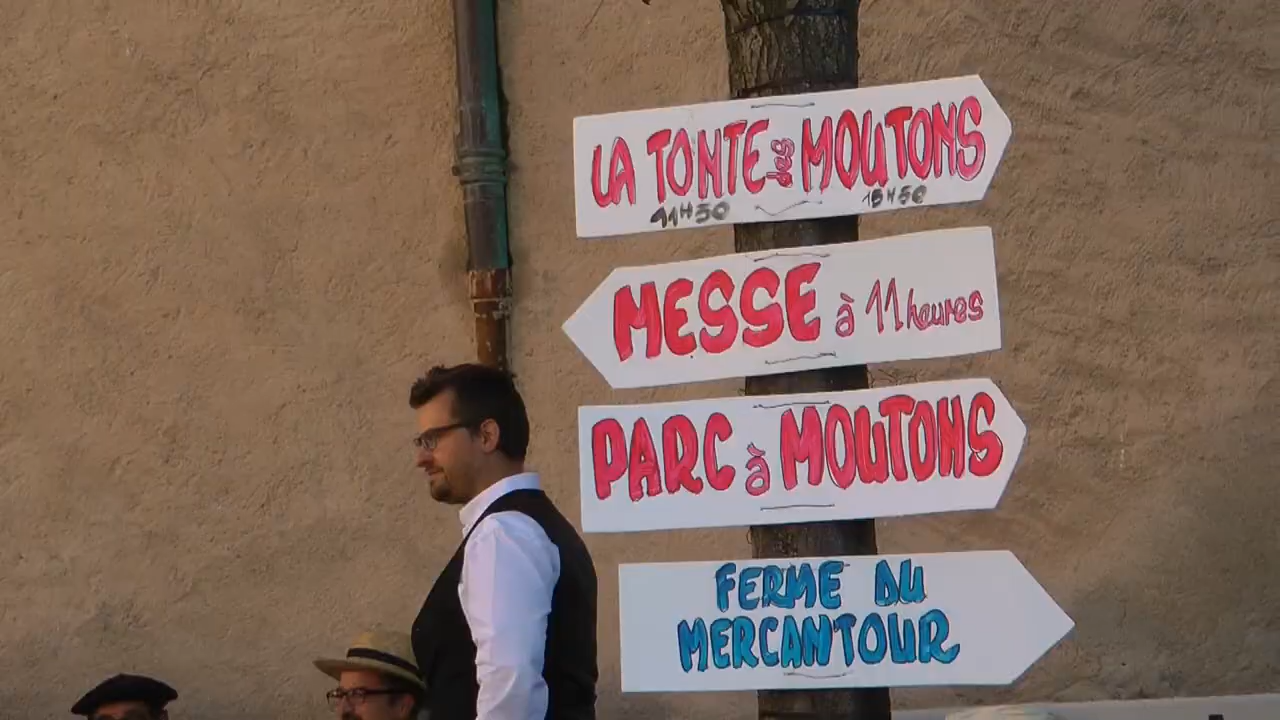 LA TONTE des MOUTONS
11H30 15H30
MESSE à 11 heures
PARC à MOUTONS
FERME DU
MERCANTOUR